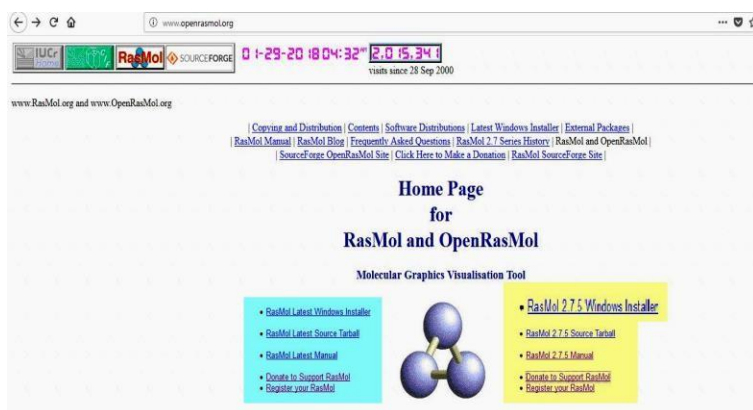 www.openrasmol.org
IUCr
Home
RasMol
SOURCEFORGE
01-29-2018 04:32
2,015,341
visits since 28 Sep 2000
www.RasMol.org and www.OpenRasMol.org
| Copying and Distribution | Contents | Software Distributions | Latest Windows Installer | External Packages |
| RasMol Manual | RasMol Blog | Frequently Asked Questions | RasMol 2.7 Series History | RasMol and OpenRasMol |
| SourceForge OpenRasMol Site | Click Here to Make a Donation | RasMol SourceForge Site |
Home Page
for
RasMol and OpenRasMol
Molecular Graphics Visualisation Tool
• RasMol Latest Windows Installer
• RasMol Latest Source Tarball
• RasMol Latest Manual
• Donate to Support RasMol
• Register your RasMol
• RasMol 2.7.5 Windows Installer
• RasMol 2.7.5 Source Tarball
• RasMol 2.7.5 Manual
• Donate to Support RasMol
• Register your RasMol